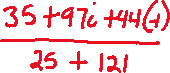 35 + 97i + 44(-1)
25 + 121